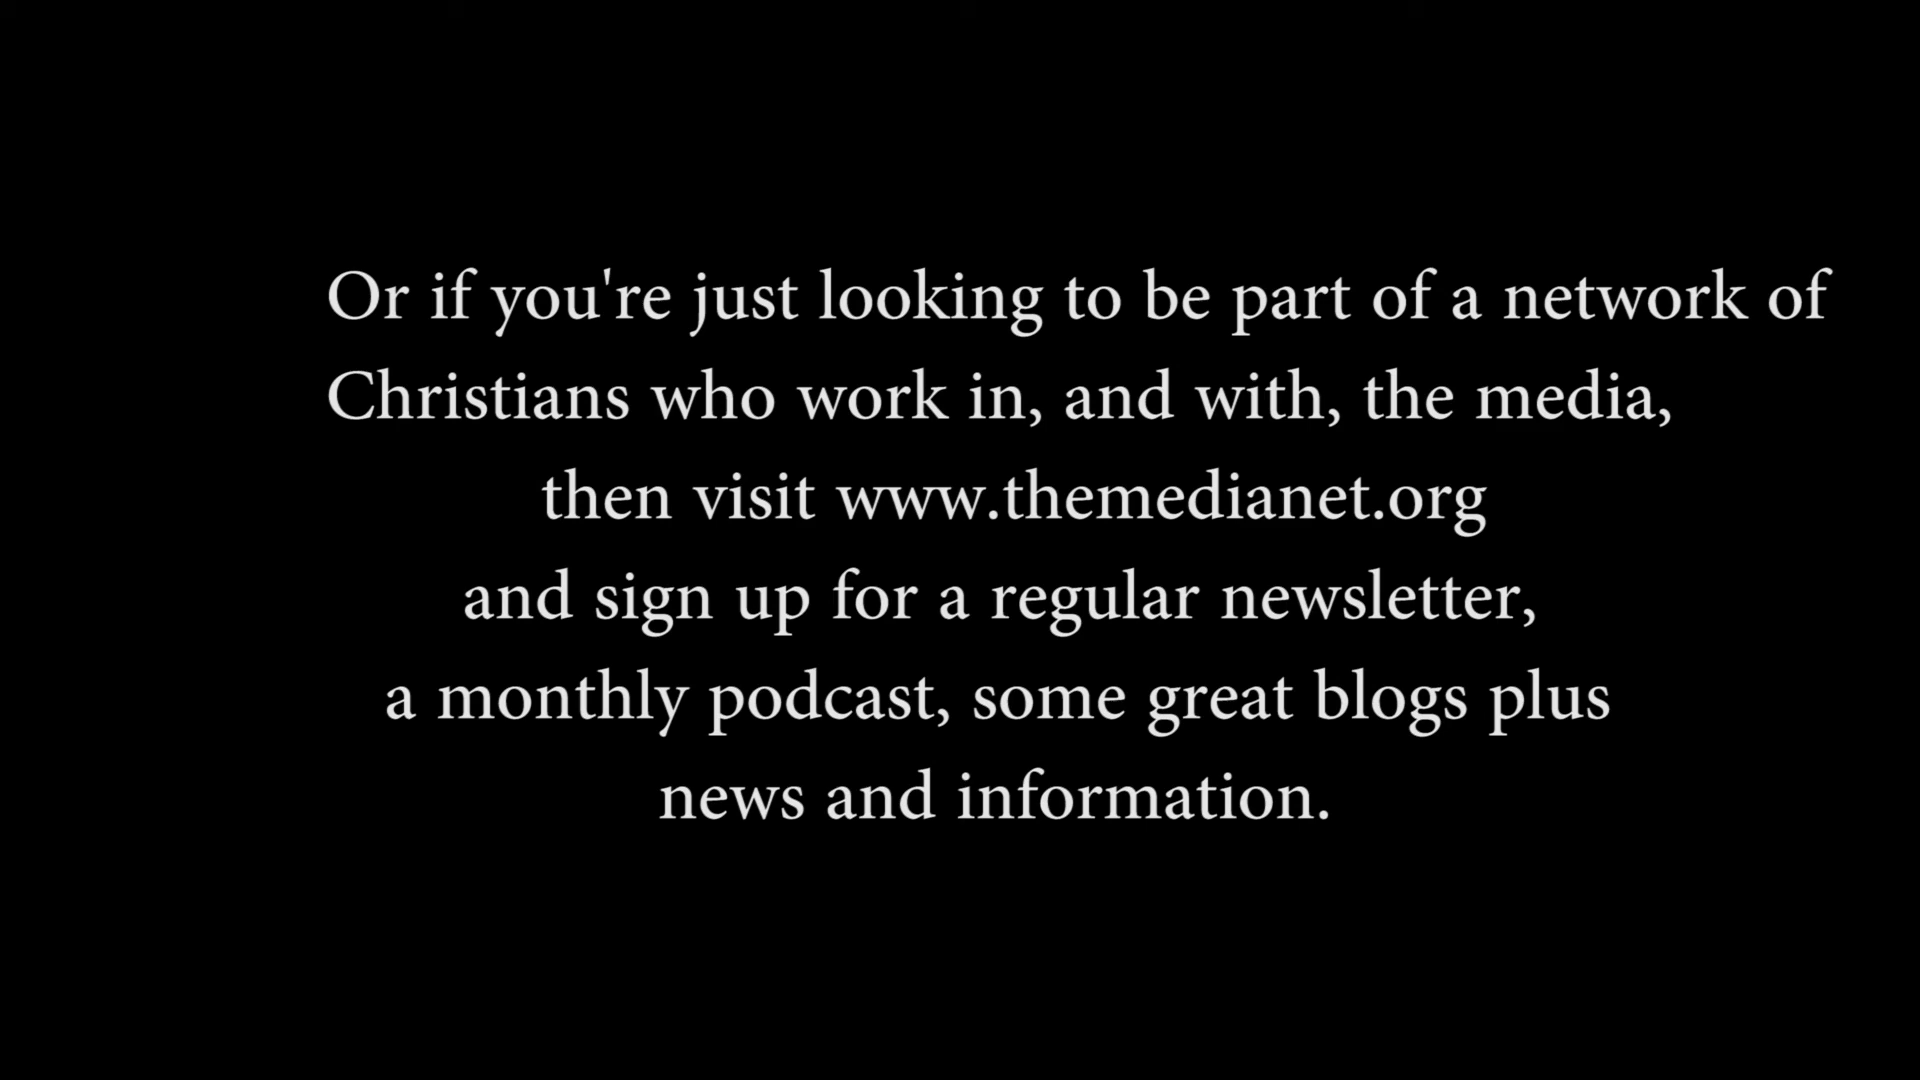 Or if you're just looking to be part of a network of
Christians who work in, and with, the media,
then visit www.themedianet.org
and sign up for a regular newsletter,
a monthly podcast, some great blogs plus
news and information.